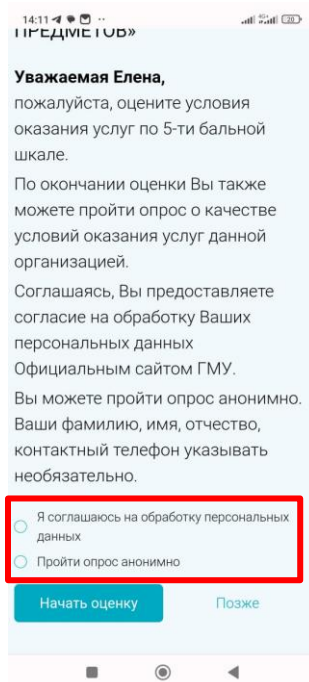 14:11
4G+
20
ПРЕДМЕТОВ»
Уважаемая Елена,
пожалуйста, оцените условия
оказания услуг по 5-ти бальной
шкале.
По окончании оценки Вы также
можете пройти опрос о качестве
условий оказания услуг данной
организацией.
Соглашаясь, Вы предоставляете
согласие на обработку Ваших
персональных данных
Официальным сайтом ГМУ.
Вы можете пройти опрос анонимно.
Ваши фамилию, имя, отчество,
контактный телефон указывать
необязательно.
Я соглашаюсь на обработку персональных
данных
Пройти опрос анонимно
Начать оценку Позже